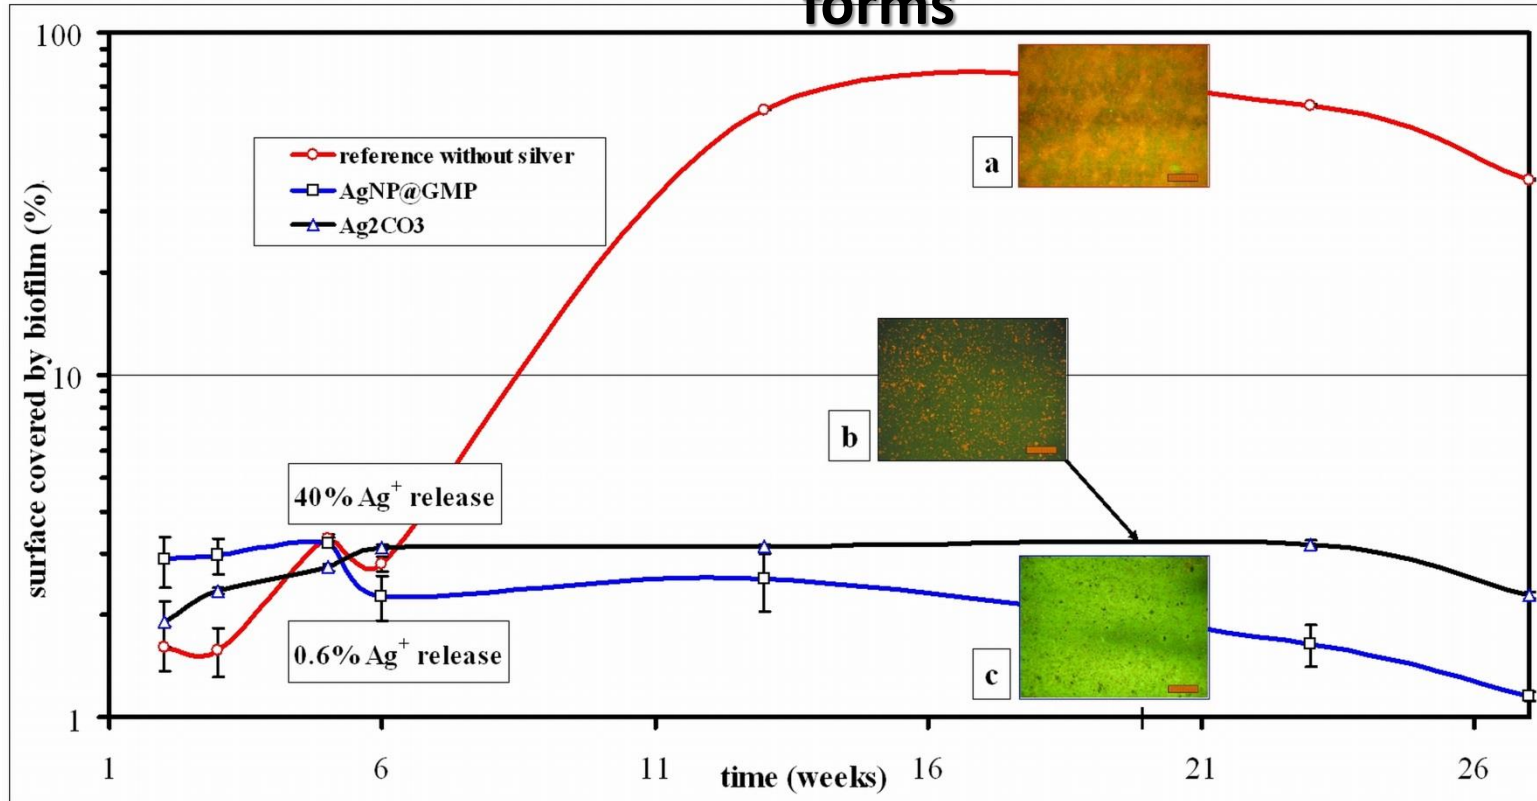 forms
100
surface covered by biofilm (%)
reference without silver
AgNP@GMP
Ag2CO3
a
10
b
40% Ag⁺ release
0.6% Ag⁺ release
c
1
1 6 11 16 21 26
time (weeks)